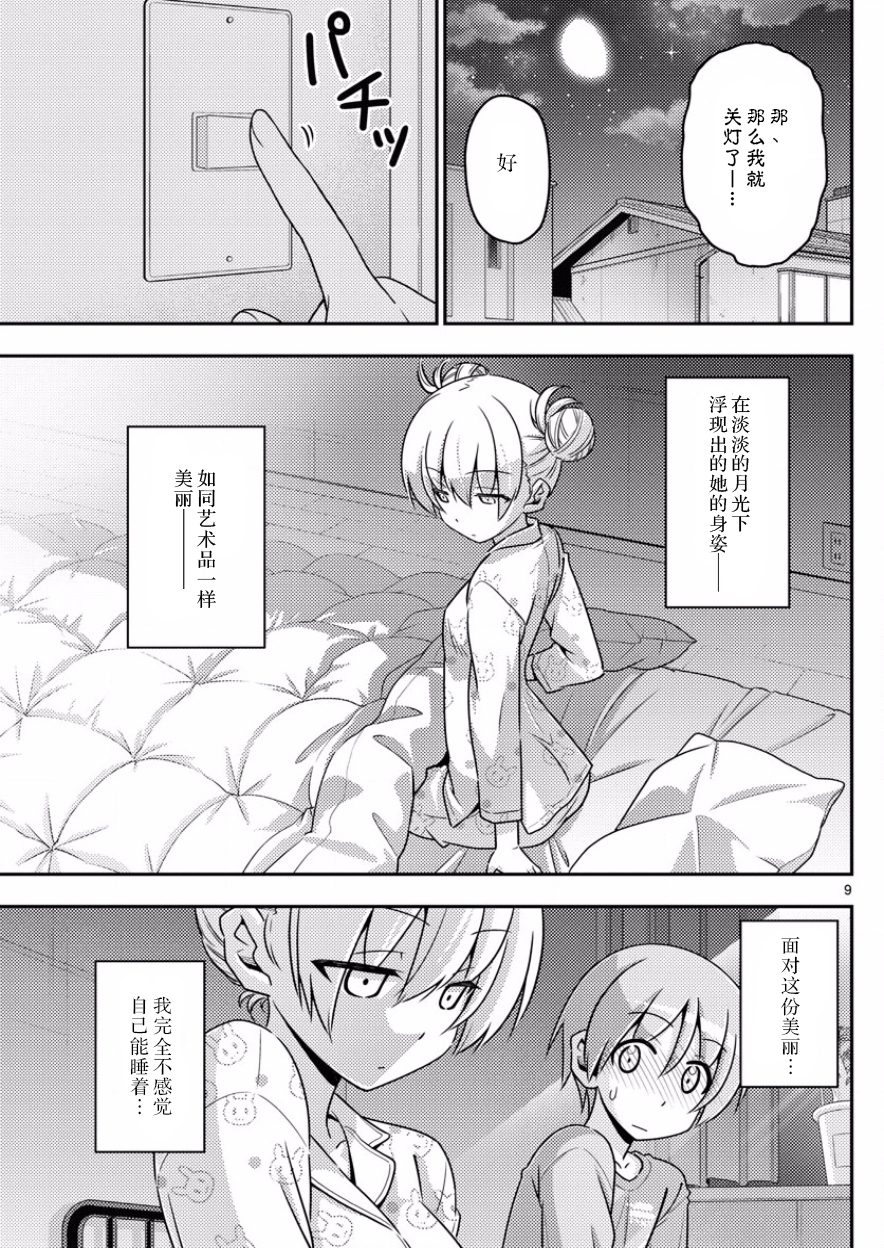 那、
那么我就
关灯了—…
好
パチッ
在淡淡的月光下
浮现出的她的身姿——
如同艺术品一样
美丽——
9
面对这份美丽…
我完全不感觉
自己能睡着…